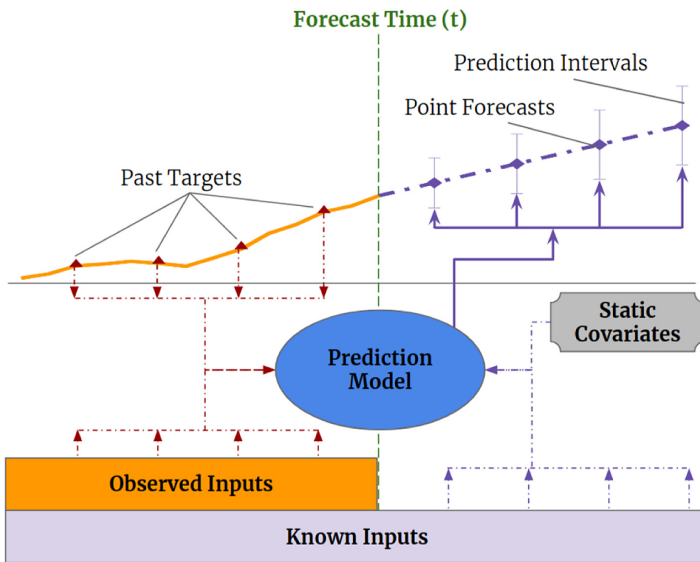 Forecast Time (t)
Prediction Intervals
Point Forecasts
Past Targets
Static
Covariates
Prediction
Model
Observed Inputs
Known Inputs